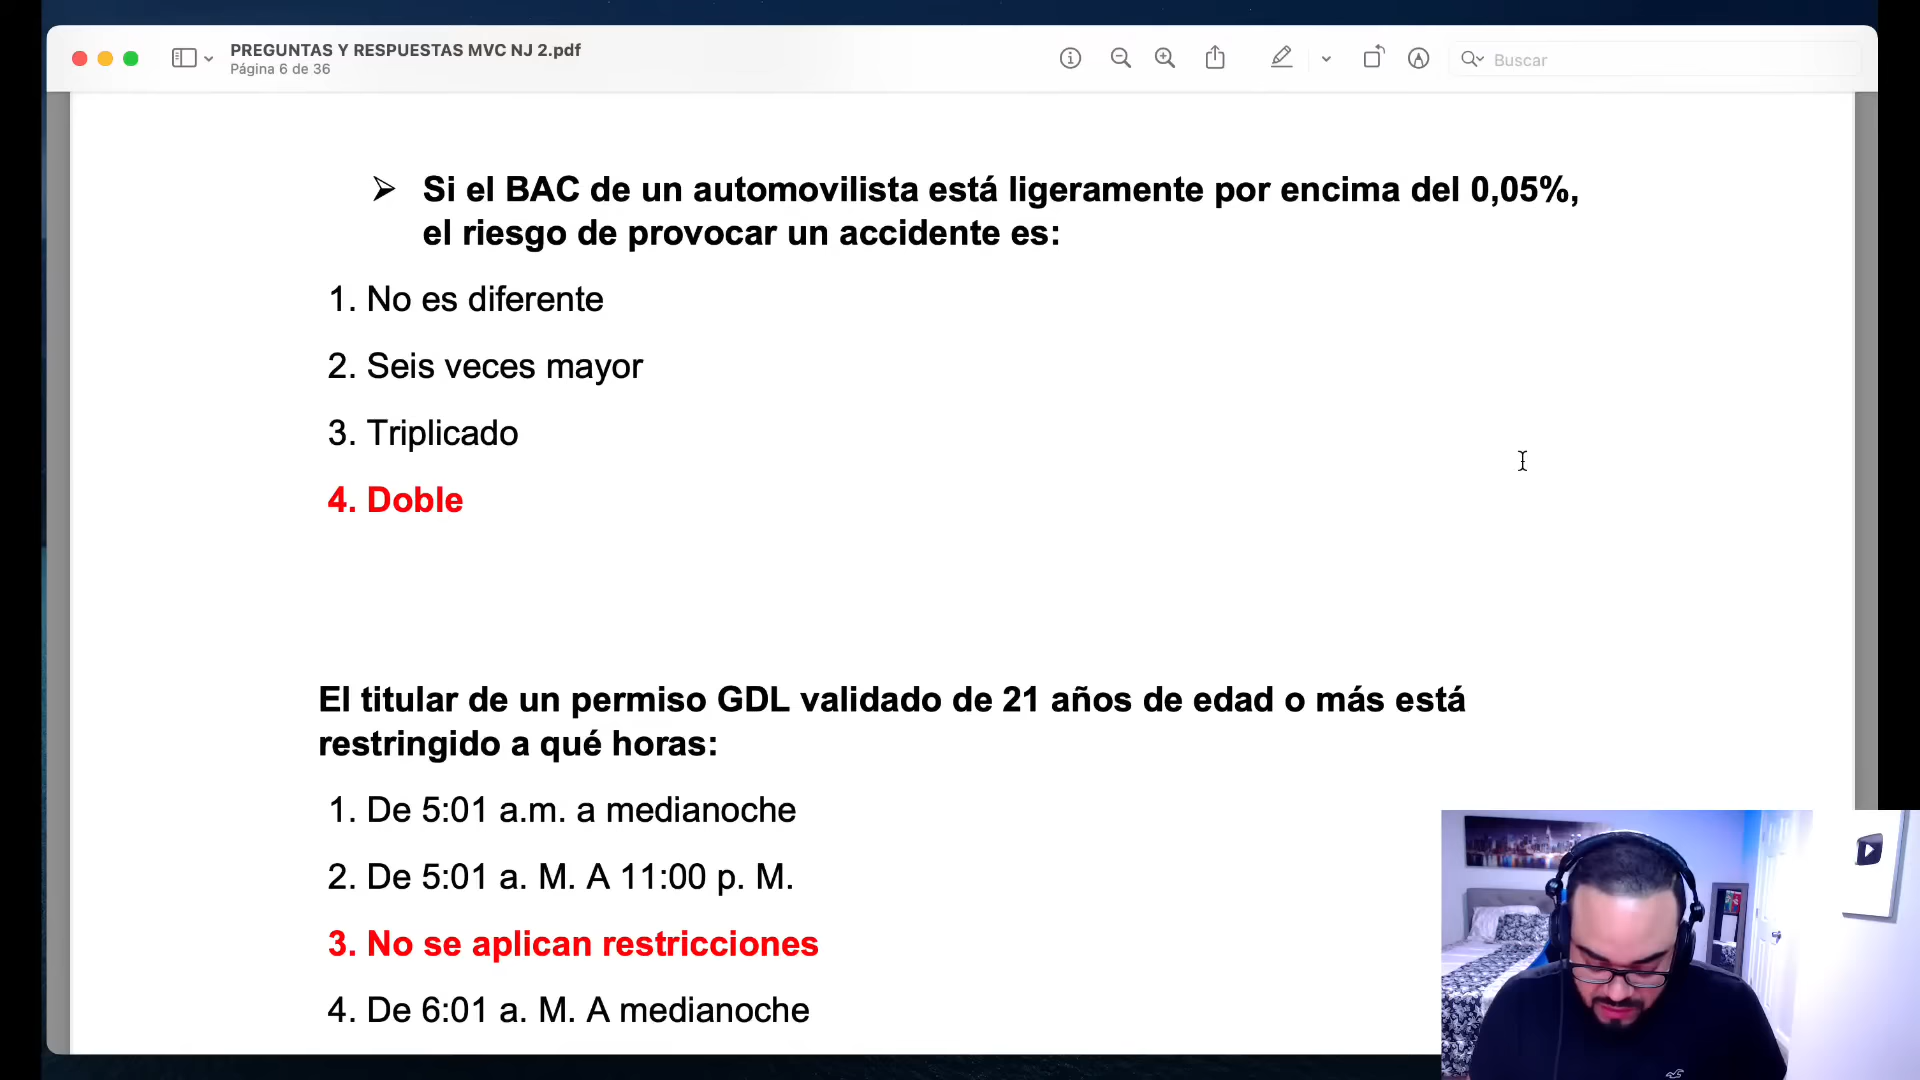 PREGUNTAS Y RESPUESTAS MVC NJ 2.pdf
Página 6 de 36
Buscar
➢ Si el BAC de un automovilista está ligeramente por encima del 0,05%,
el riesgo de provocar un accidente es:
1. No es diferente
2. Seis veces mayor
3. Triplicado
4. Doble
El titular de un permiso GDL validado de 21 años de edad o más está
restringido a qué horas:
1. De 5:01 a.m. a medianoche
2. De 5:01 a. M. A 11:00 p. M.
3. No se aplican restricciones
4. De 6:01 a. M. A medianoche